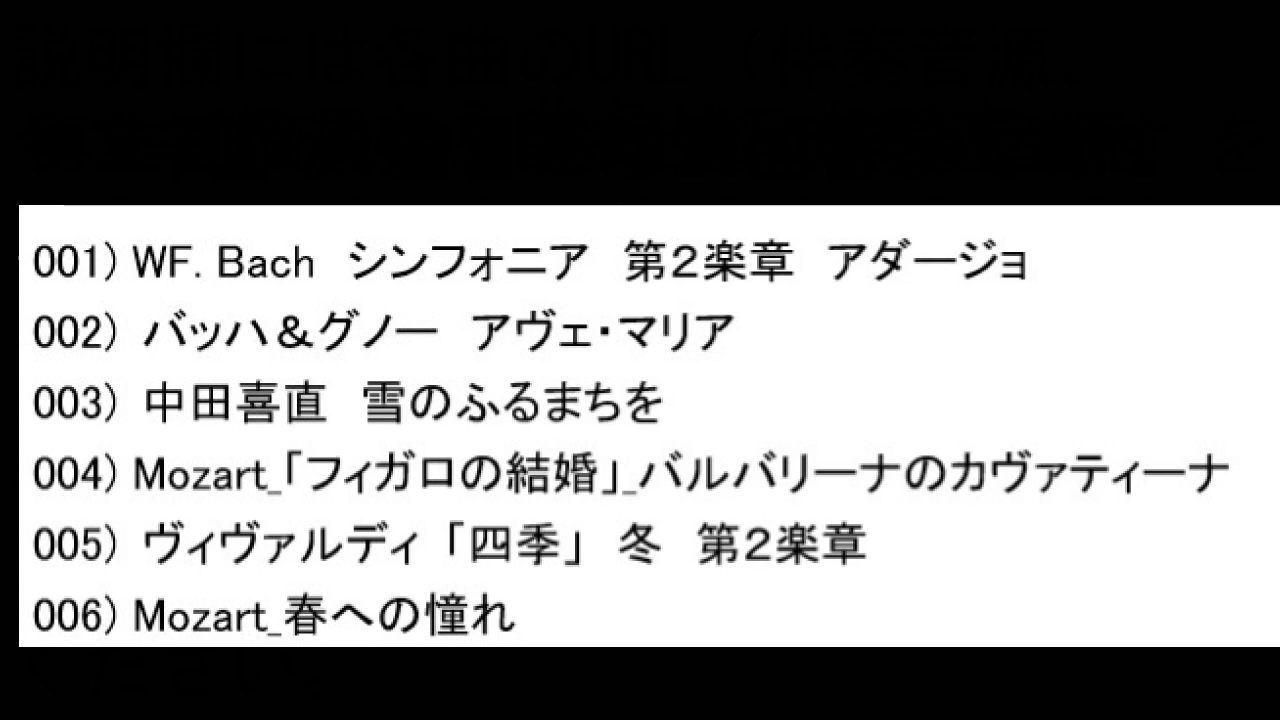 001) WF. Bach　シンフォニア　第２楽章　アダージョ
002) バッハ＆グノー　アヴェ・マリア
003) 中田喜直　雪のふるまちを
004) Mozart_「フィガロの結婚」_バルバリーナのカヴァティーナ
005) ヴィヴァルディ「四季」　冬　第２楽章
006) Mozart_春への憧れ